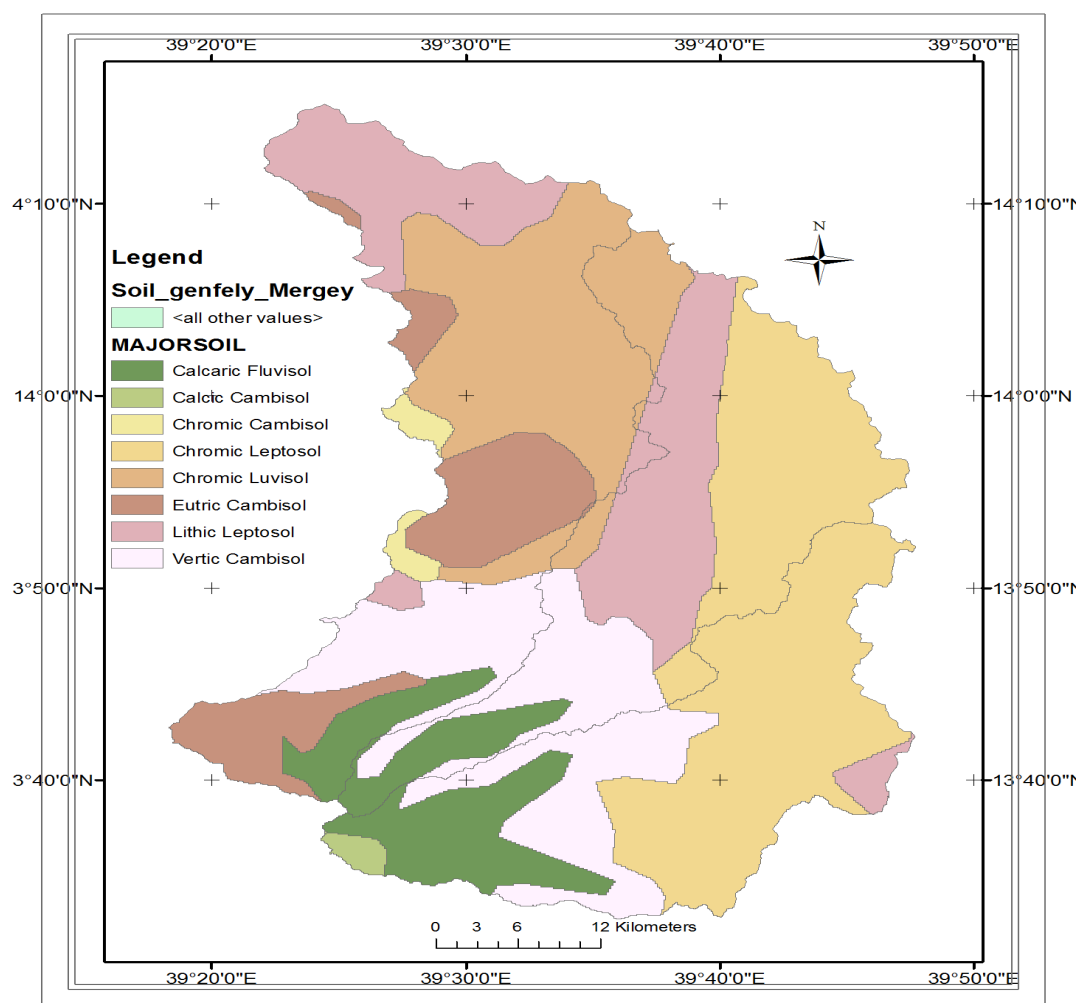 39°20'0"E 39°30'0"E 39°40'0"E 39°50'0"E
N
4°10'0"N 14°10'0"N
Legend
Soil_genfely_Mergey
<all other values>
MAJORSOIL
Calcaric Fluvisol
14°0'0"N 14°0'0"N
Calcic Cambisol
Chromic Cambisol
Chromic Leptosol
Chromic Luvisol
Eutric Cambisol
Lithic Leptosol
Vertic Cambisol
3°50'0"N 13°50'0"N
3°40'0"N 13°40'0"N
0 3 6 12 Kilometers
39°20'0"E 39°30'0"E 39°40'0"E 39°50'0"E